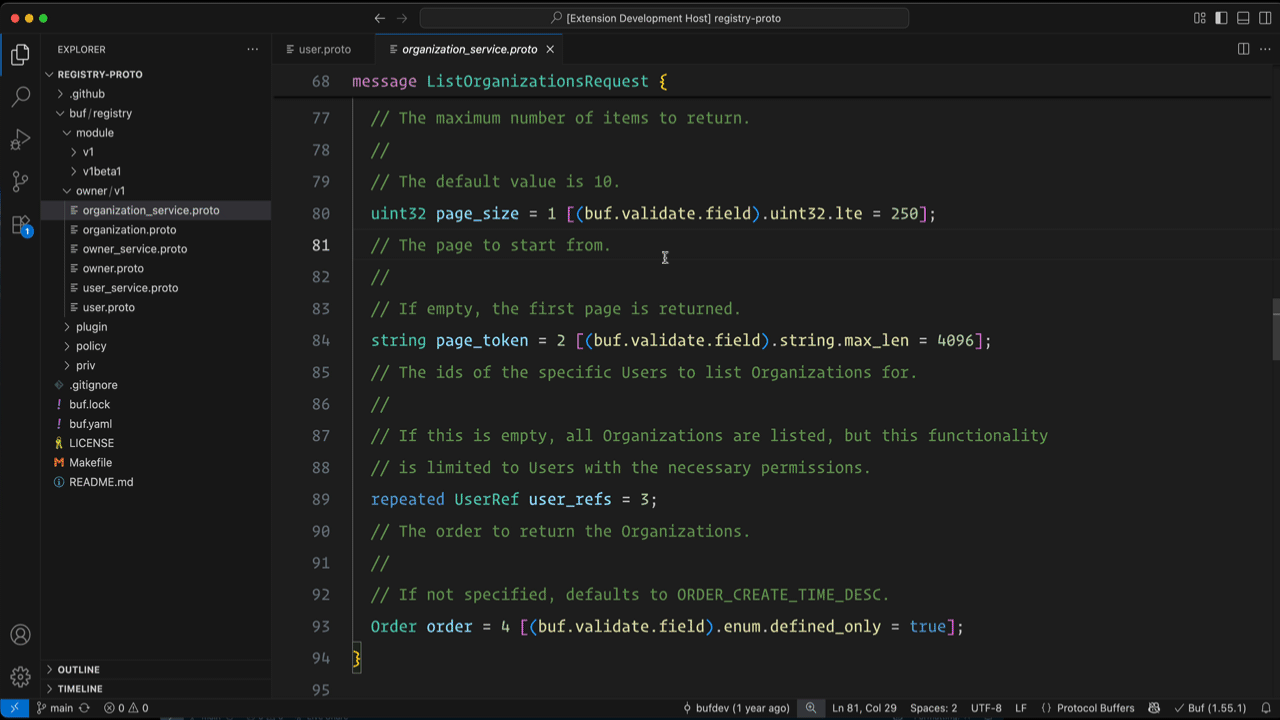 [Extension Development Host] registry-proto
EXPLORER
REGISTRY-PROTO
.github
buf/registry
module
v1
v1beta1
owner/v1
organization_service.proto
organization.proto
owner_service.proto
owner.proto
user_service.proto
user.proto
plugin
policy
priv
.gitignore
buf.lock
buf.yaml
LICENSE
Makefile
README.md
OUTLINE
TIMELINE
1
user.proto
organization_service.proto
68 message ListOrganizationsRequest {
77 // The maximum number of items to return.
78 //
79 // The default value is 10.
80 uint32 page_size = 1 [(buf.validate.field).uint32.lte = 250];
81 // The page to start from.
82 //
83 // If empty, the first page is returned.
84 string page_token = 2 [(buf.validate.field).string.max_len = 4096];
85 // The ids of the specific Users to list Organizations for.
86 //
87 // If this is empty, all Organizations are listed, but this functionality
88 // is limited to Users with the necessary permissions.
89 repeated UserRef user_refs = 3;
90 // The order to return the Organizations.
91 //
92 // If not specified, defaults to ORDER_CREATE_TIME_DESC.
93 Order order = 4 [(buf.validate.field).enum.defined_only = true];
94 }
95
main 0 0 bufdev (1 year ago) Ln 81, Col 29 Spaces: 2 UTF-8 LF {} Protocol Buffers Buf (1.55.1)